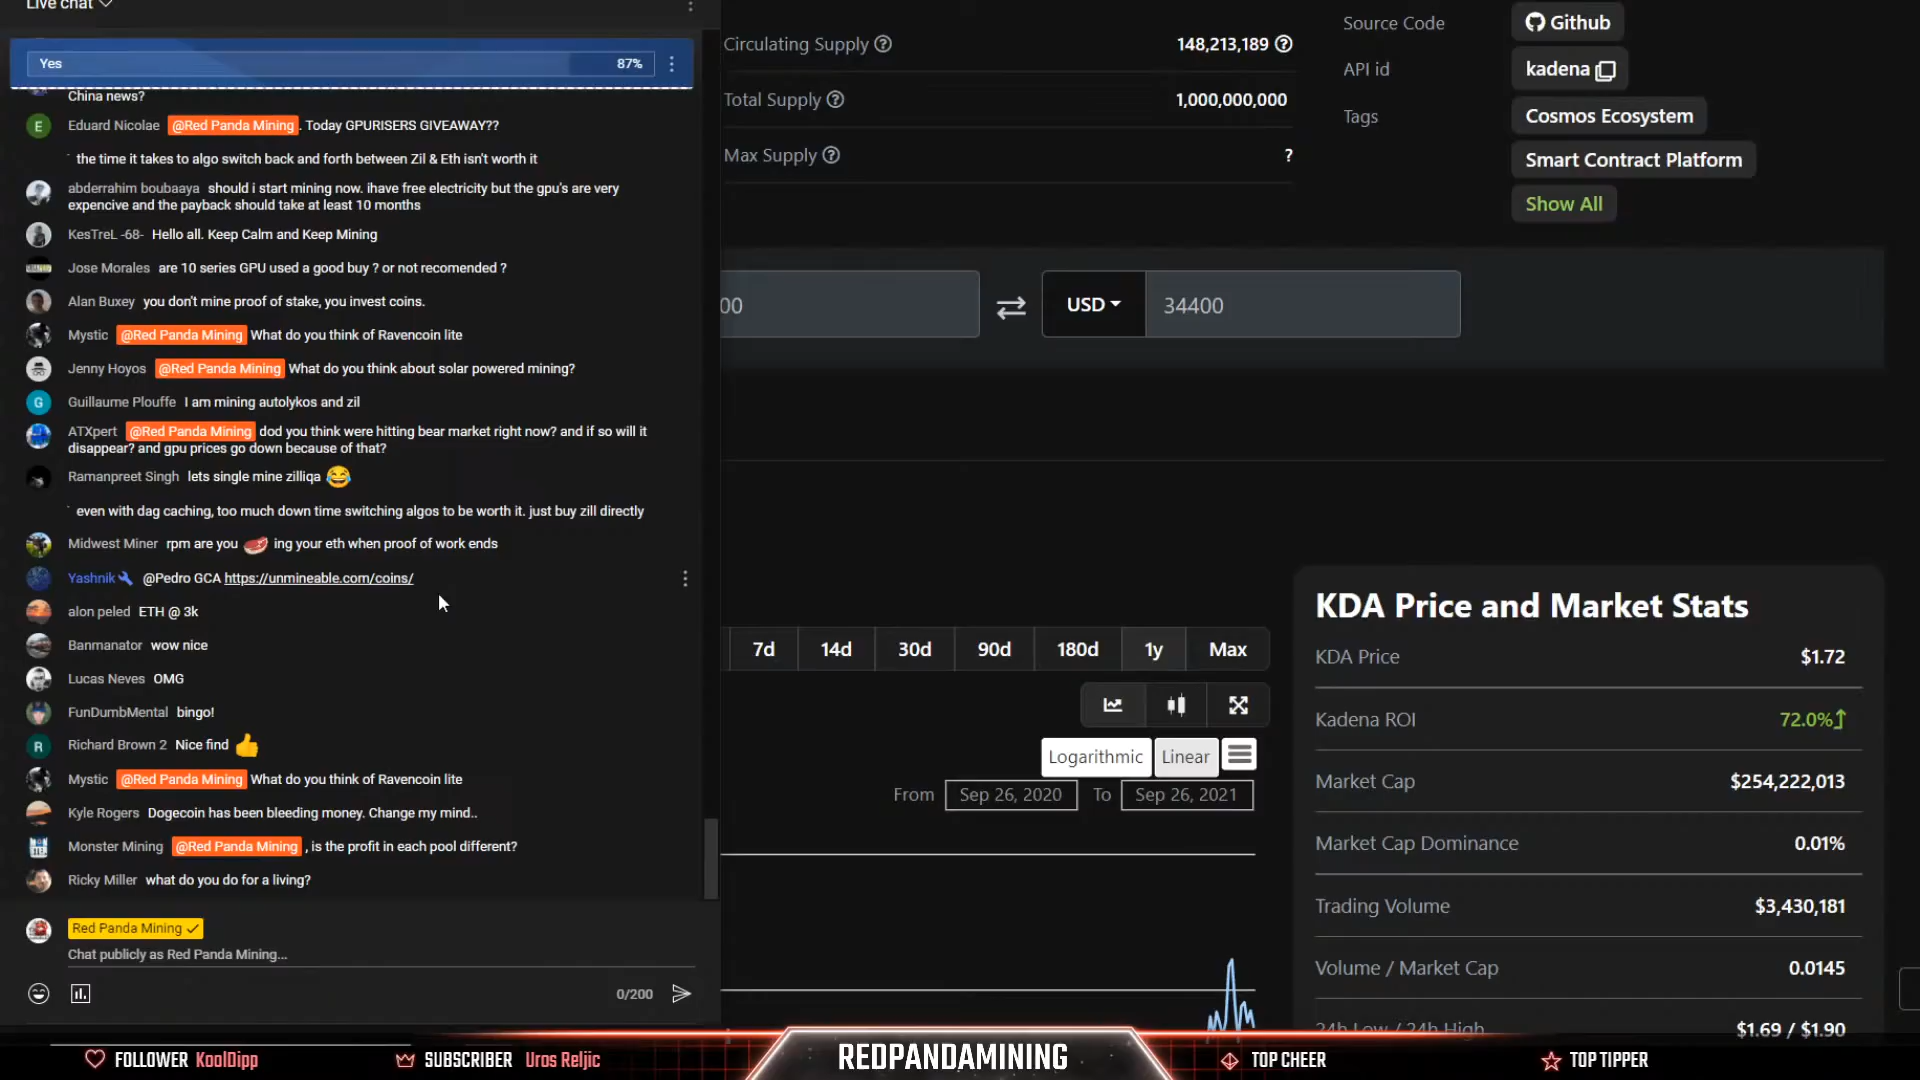 Live chat
Yes 87%
China news?
Eduard Nicolae @Red Panda Mining. Today GPURISERS GIVEAWAY??
the time it takes to algo switch back and forth between Zil & Eth isn't worth it
abderrahim boubaaya should i start mining now. ihave free electricity but the gpu's are very
expencive and the payback should take at least 10 months
KesTreL -68- Hello all. Keep Calm and Keep Mining
Jose Morales are 10 series GPU used a good buy ? or not recomended ?
Alan Buxey you don't mine proof of stake, you invest coins.
Mystic @Red Panda Mining What do you think of Ravencoin lite
Jenny Hoyos @Red Panda Mining What do you think about solar powered mining?
Guillaume Plouffe I am mining autolykos and zil
ATXpert @Red Panda Mining dod you think were hitting bear market right now? and if so will it
disappear? and gpu prices go down because of that?
Ramanpreet Singh lets single mine zilliqa 😂
even with dag caching, too much down time switching algos to be worth it. just buy zill directly
Midwest Miner rpm are you 🥩 ing your eth when proof of work ends
Yashnik @Pedro GCA https://unmineable.com/coins/
alon peled ETH @ 3k
Banmanator wow nice
Lucas Neves OMG
FunDumbMental bingo!
Richard Brown 2 Nice find 👍
Mystic @Red Panda Mining What do you think of Ravencoin lite
Kyle Rogers Dogecoin has been bleeding money. Change my mind..
Monster Mining @Red Panda Mining , is the profit in each pool different?
Ricky Miller what do you do for a living?
Red Panda Mining
Chat publicly as Red Panda Mining...
0/200
Circulating Supply 148,213,189
Total Supply 1,000,000,000
Max Supply ?
Source Code Github
API id kadena
Tags Cosmos Ecosystem
Smart Contract Platform
Show All
00 USD 34400
7d 14d 30d 90d 180d 1y Max
Logarithmic Linear
From Sep 26, 2020 To Sep 26, 2021
KDA Price and Market Stats
KDA Price $1.72
Kadena ROI 72.0%
Market Cap $254,222,013
Market Cap Dominance 0.01%
Trading Volume $3,430,181
Volume / Market Cap 0.0145
24h Low / 24h High $1.69 / $1.90
FOLLOWER KoolDipp SUBSCRIBER Uros Reljic REDPANDAMINING TOP CHEER TOP TIPPER